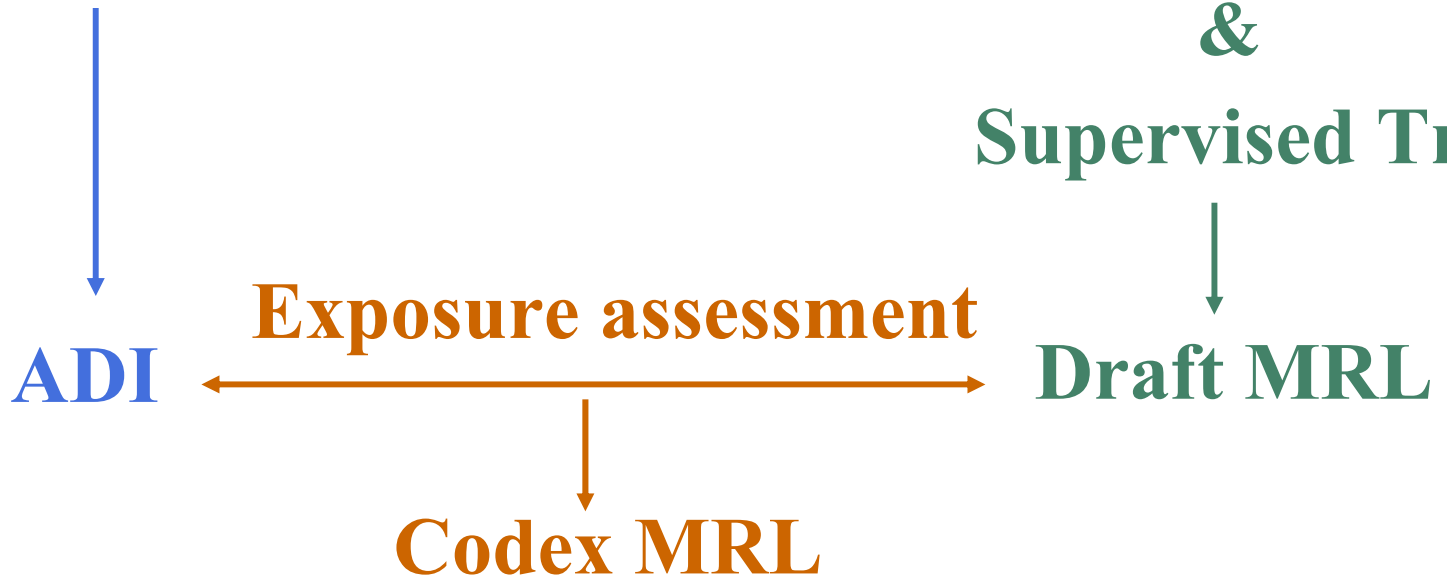 &
Supervised
Exposure assessment
ADI
Draft MRL
Codex MRL